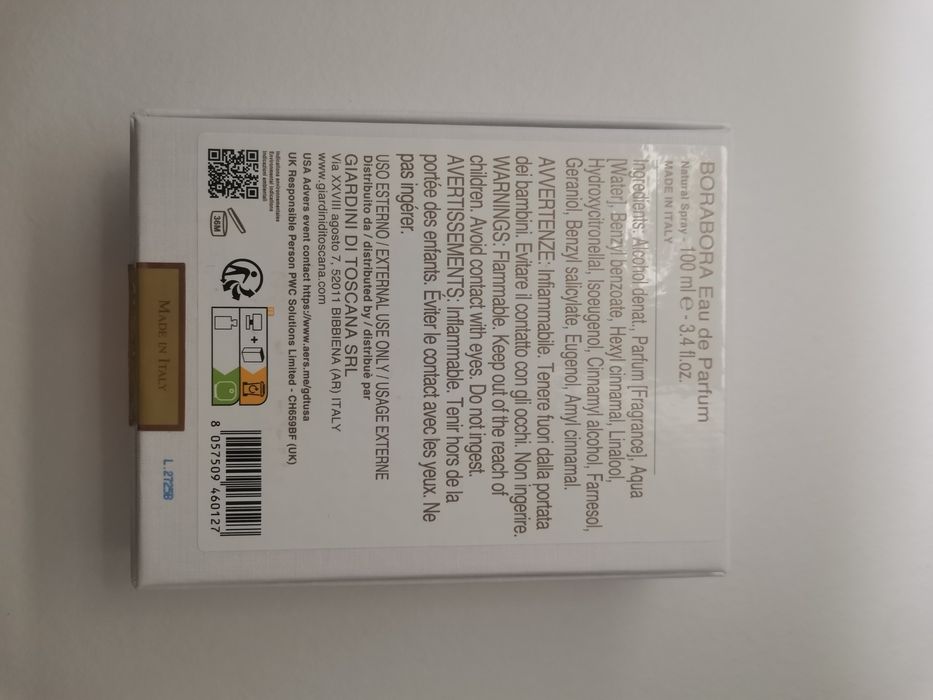 BORABORA Eau de Parfum
Natural Spray - 100 ml ℮ - 3.4 fl.oz.
MADE IN ITALY
Ingredients: Alcohol denat., Parfum [Fragrance], Aqua
[Water], Benzyl benzoate, Hexyl cinnamal, Linalool,
Hydroxycitronellal, Isoeugenol, Cinnamyl alcohol, Farnesol,
Geraniol, Benzyl salicylate, Eugenol, Amyl cinnamal.
AVVERTENZE: Infiammabile. Tenere fuori dalla portata
dei bambini. Evitare il contatto con gli occhi. Non ingerire.
WARNINGS: Flammable. Keep out of the reach of
children. Avoid contact with eyes. Do not ingest.
AVERTISSEMENTS: Inflammable. Tenir hors de la
portée des enfants. Éviter le contact avec les yeux. Ne
pas ingérer.
USO ESTERNO / EXTERNAL USE ONLY / USAGE EXTERNE
Distribuito da / distributed by / distribué par
GIARDINI DI TOSCANA SRL
Via XXVIII agosto 7, 52011 BIBBIENA (AR) ITALY
www.giardiniditoscana.com
USA Advers event contact https://www.aers.me/gdtusa
UK Responsible Person PWC Solutions Limited - CH659BF (UK)
Indications environnementales
Environmental indications
Indicazioni ambientali
36M
8 057509 460127
MADE IN ITALY
L.2725B